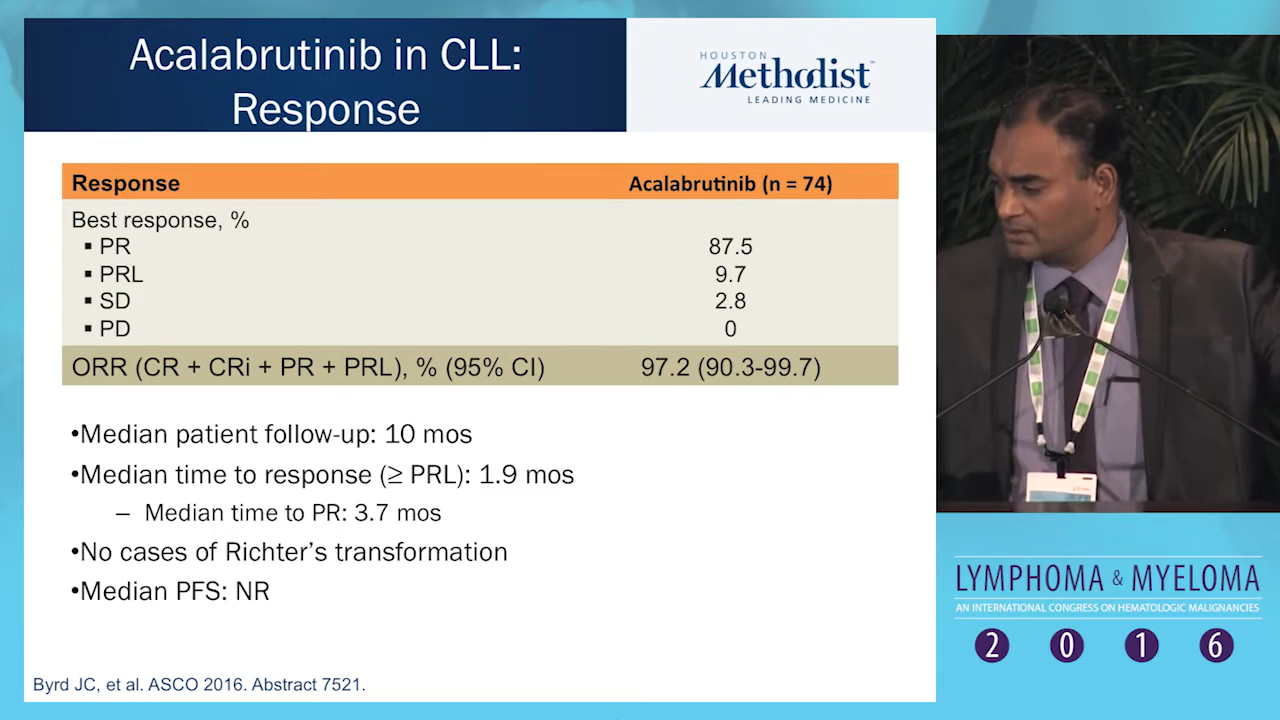 Acalabrutinib in CLL:
Response
HOUSTON
Methodist
LEADING MEDICINE
Response Acalabrutinib (n = 74)
Best response, %
▪ PR 87.5
▪ PRL 9.7
▪ SD 2.8
▪ PD 0
ORR (CR + CRi + PR + PRL), % (95% CI) 97.2 (90.3-99.7)
•Median patient follow-up: 10 mos
•Median time to response (≥ PRL): 1.9 mos
– Median time to PR: 3.7 mos
•No cases of Richter’s transformation
•Median PFS: NR
Byrd JC, et al. ASCO 2016. Abstract 7521.
LYMPHOMA & MYELOMA
AN INTERNATIONAL CONGRESS ON HEMATOLOGIC MALIGNANCIES
2 0 1 6